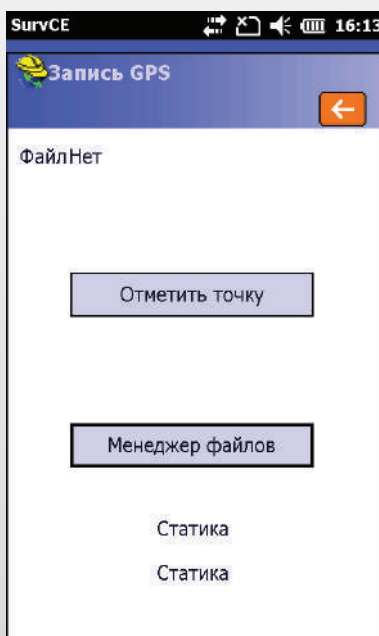 SurvCE 16:13
Запись GPS
ФайлНет
Отметить точку
Менеджер файлов
Статика
Статика